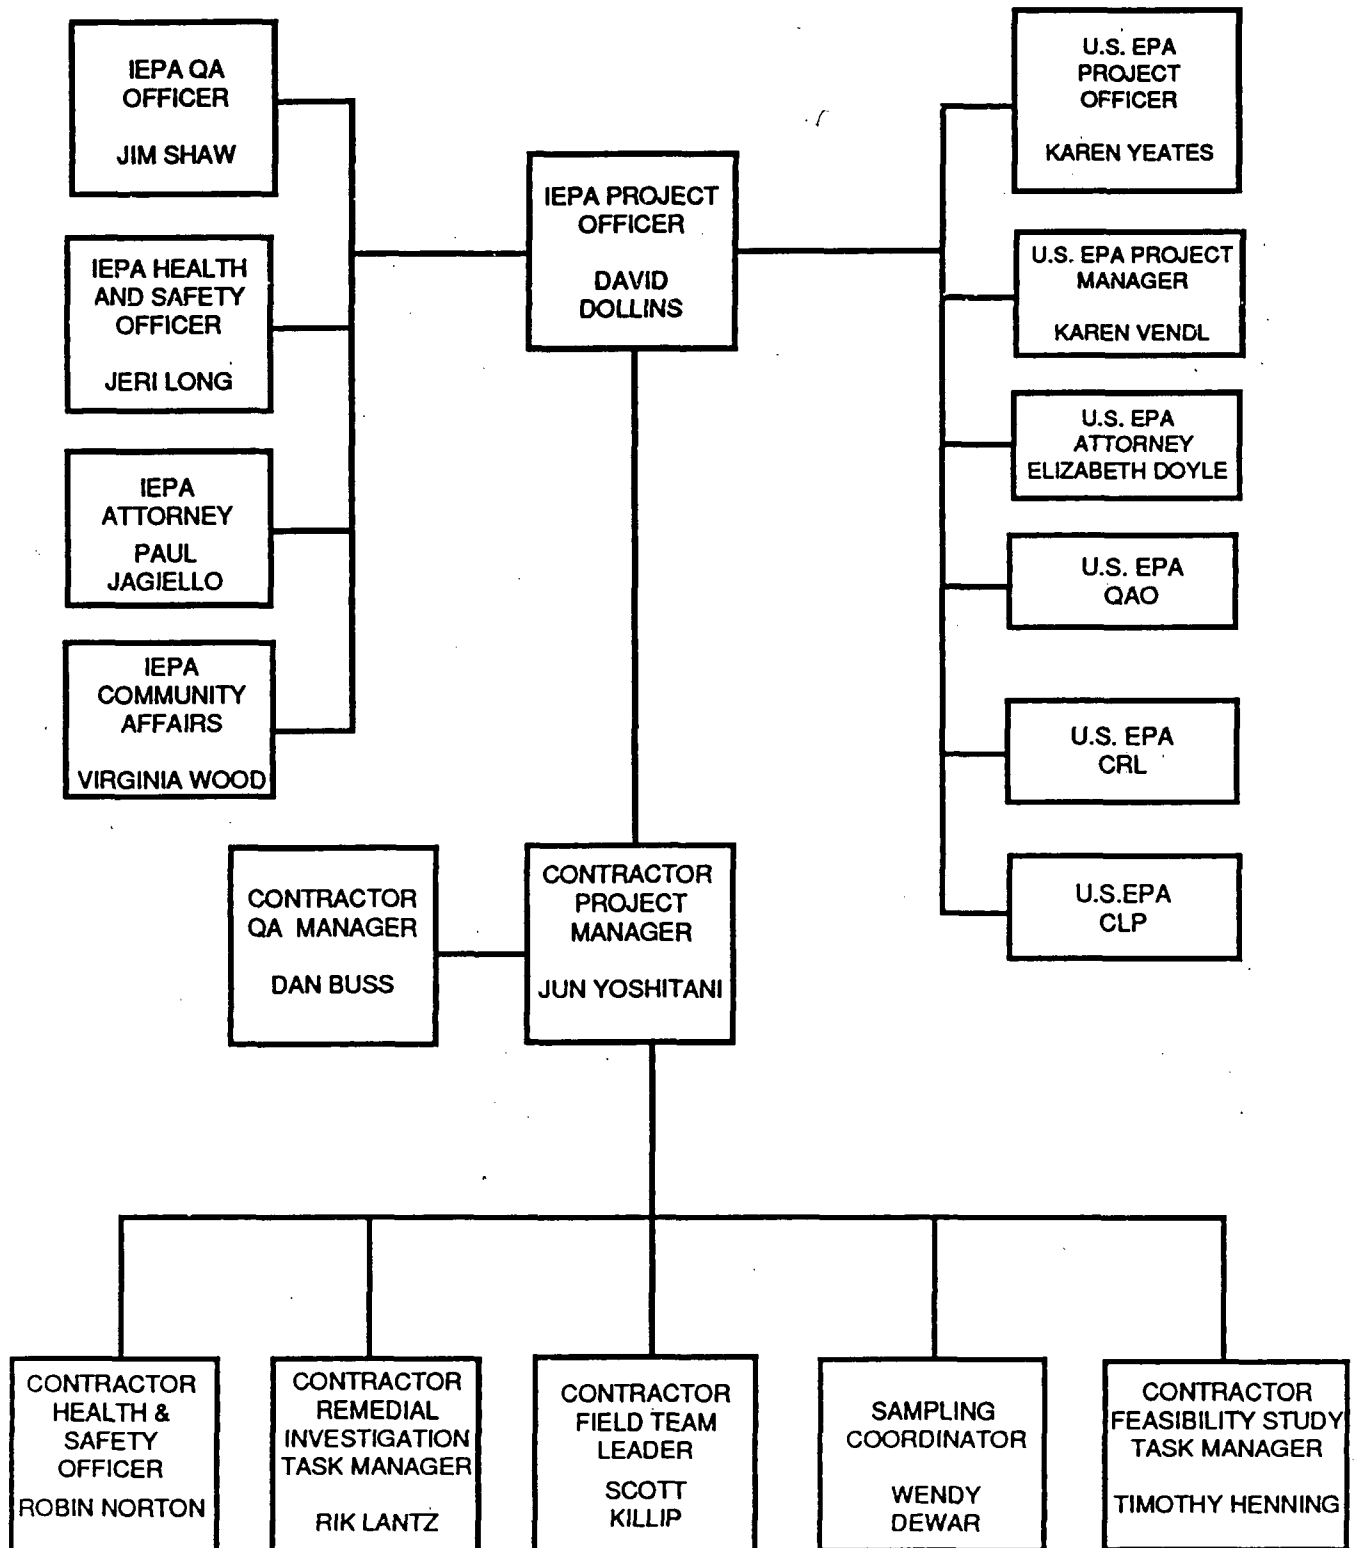 IEPA QA
OFFICER
JIM SHAW
IEPA HEALTH
AND SAFETY
OFFICER
JERI LONG
IEPA
ATTORNEY
PAUL
JAGIELLO
IEPA
COMMUNITY
AFFAIRS
VIRGINIA WOOD
IEPA PROJECT
OFFICER
DAVID
DOLLINS
U.S. EPA
PROJECT
OFFICER
KAREN YEATES
U.S. EPA PROJECT
MANAGER
KAREN VENDL
U.S. EPA
ATTORNEY
ELIZABETH DOYLE
U.S. EPA
QAO
U.S. EPA
CRL
U.S.EPA
CLP
CONTRACTOR
QA MANAGER
DAN BUSS
CONTRACTOR
PROJECT
MANAGER
JUN YOSHITANI
CONTRACTOR
HEALTH &
SAFETY
OFFICER
ROBIN NORTON
CONTRACTOR
REMEDIAL
INVESTIGATION
TASK MANAGER
RIK LANTZ
CONTRACTOR
FIELD TEAM
LEADER
SCOTT
KILLIP
SAMPLING
COORDINATOR
WENDY
DEWAR
CONTRACTOR
FEASIBILITY STUDY
TASK MANAGER
TIMOTHY HENNING